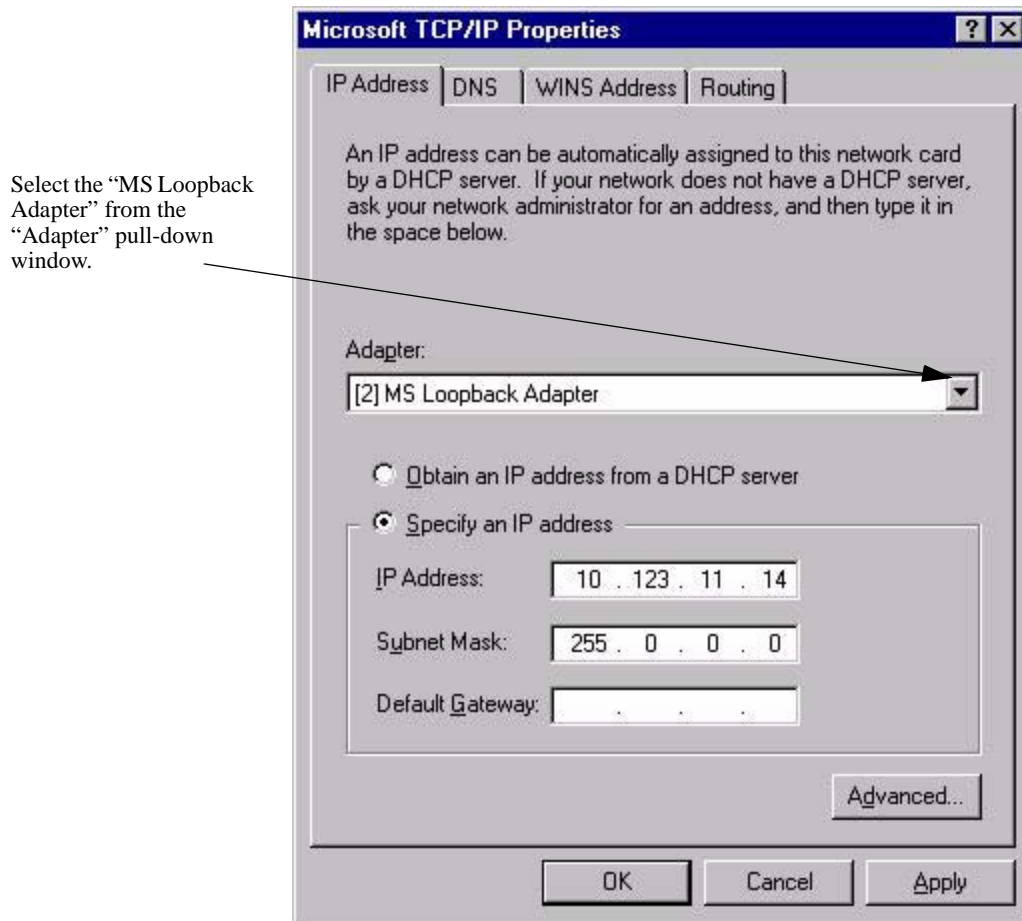 Microsoft TCP/IP Properties
IP Address DNS WINS Address Routing
An IP address can be automatically assigned to this network card
by a DHCP server. If your network does not have a DHCP server,
ask your network administrator for an address, and then type it in
the space below.
Select the “MS Loopback
Adapter” from the
“Adapter” pull-down
window.
Adapter:
[2] MS Loopback Adapter
Obtain an IP address from a DHCP server
Specify an IP address
IP Address: 10 . 123 . 11 . 14
Subnet Mask: 255 . 0 . 0 . 0
Default Gateway: . . .
Advanced...
OK Cancel Apply